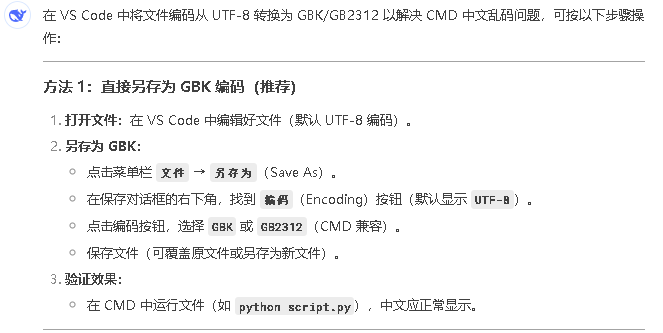 在 VS Code 中将文件编码从 UTF-8 转换为 GBK/GB2312 以解决 CMD 中文乱码问题，可按以下步骤操
作：
方法 1：直接另存为 GBK 编码（推荐）
1. 打开文件：在 VS Code 中编辑好文件（默认 UTF-8 编码）。
2. 另存为 GBK：
点击菜单栏 文件 → 另存为（Save As）。
在保存对话框的右下角，找到 编码（Encoding）按钮（默认显示 UTF-8）。
点击编码按钮，选择 GBK 或 GB2312（CMD 兼容）。
保存文件（可覆盖原文件或另存为新文件）。
3. 验证效果：
在 CMD 中运行文件（如 python script.py），中文应正常显示。